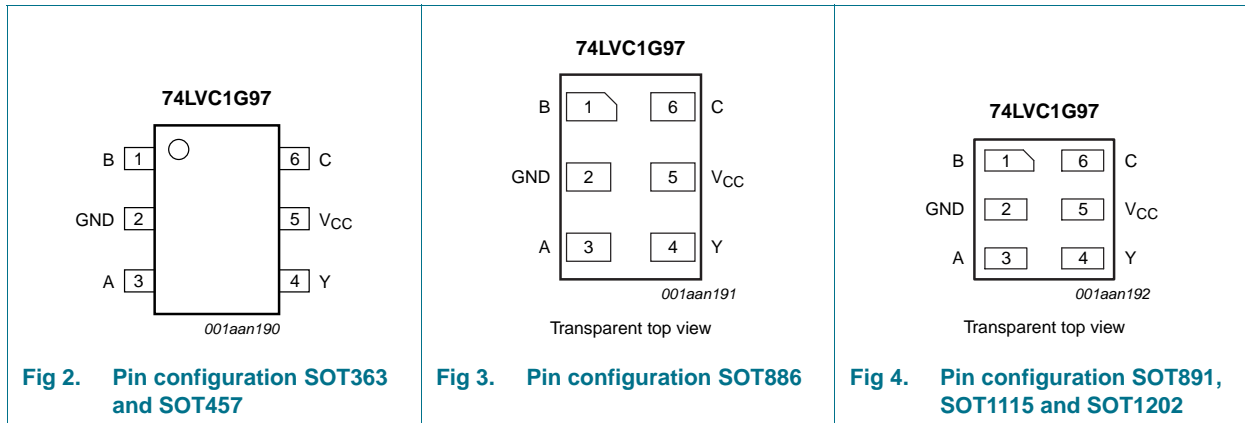 74LVC1G97
B 1 6 C
GND 2 5 VCC
A 3 4 Y
001aan190
Fig 2. Pin configuration SOT363
and SOT457
74LVC1G97
B 1 6 C
GND 2 5 VCC
A 3 4 Y
001aan191
Transparent top view
Fig 3. Pin configuration SOT886
74LVC1G97
B 1 6 C
GND 2 5 VCC
A 3 4 Y
001aan192
Transparent top view
Fig 4. Pin configuration SOT891,
SOT1115 and SOT1202